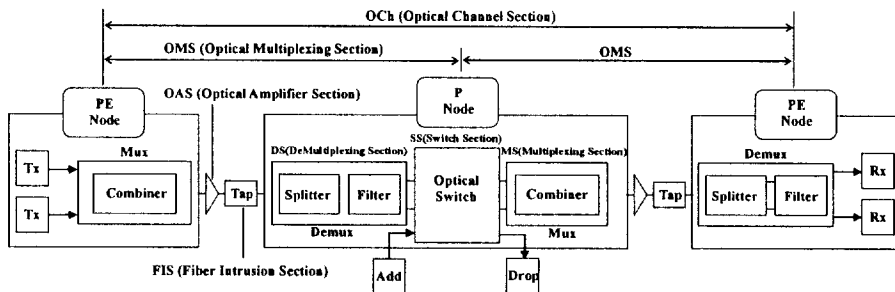 OCh (Optical Channel Section)
OMS (Optical Multiplexing Section)
OMS
PE
Node
OAS (Optical Amplifier Section)
P
Node
PE
Node
SS(Switch Section)
DS(DeMultiplexing Section)
MS(Multiplexing Section)
Mux
Demux
Tx
Tx
Combiner
Tap
Splitter
Filter
Optical
Switch
Combiner
Tap
Splitter
Filter
Rx
Rx
Demux
Mux
FIS (Fiber Intrusion Section)
Add
Drop